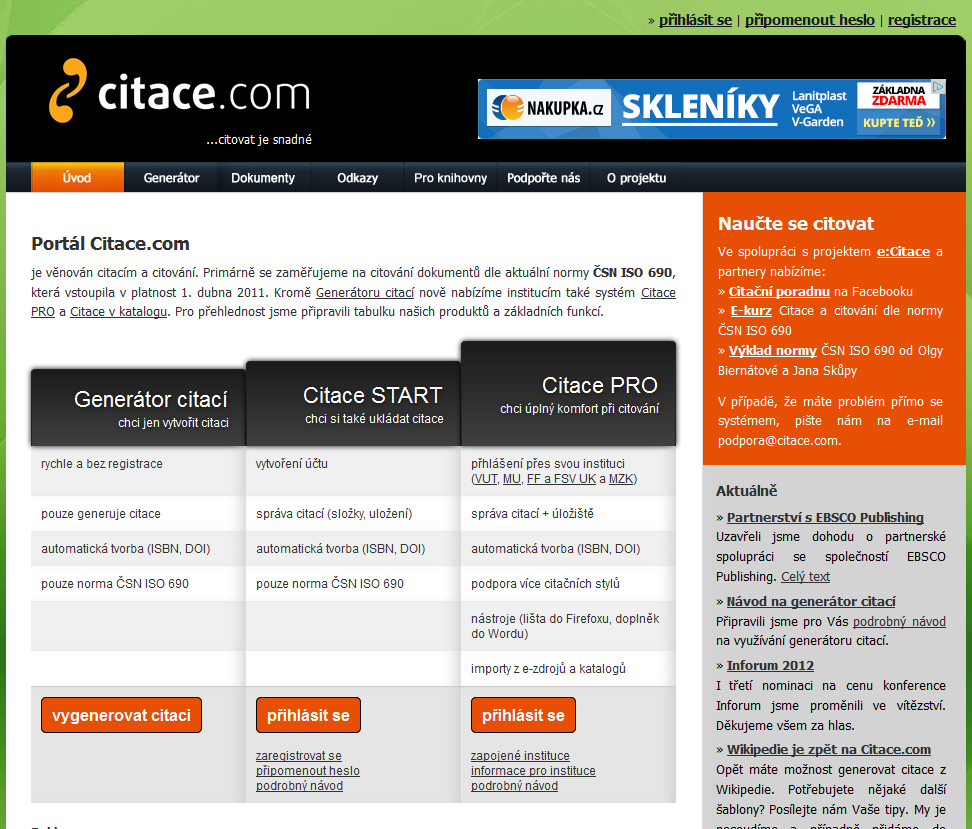 » přihlásit se | připomenout heslo | registrace
citace.com
...citovat je snadné
NAKUPKA.cz
SKLENÍKY
Lanitplast
VeGA
V-Garden
ZÁKLADNA
ZDARMA
KUPTE TEĎ »
Úvod Generátor Dokumenty Odkazy Pro knihovny Podpořte nás O projektu
Portál Citace.com
je věnován citacím a citování. Primárně se zaměřujeme na citování dokumentů dle aktuální normy ČSN ISO 690,
která vstoupila v platnost 1. dubna 2011. Kromě Generátoru citací nově nabízíme institucím také systém Citace
PRO a Citace v katalogu. Pro přehlednost jsme připravili tabulku našich produktů a základních funkcí.
Generátor citací
chci jen vytvořit citaci
Citace START
chci si také ukládat citace
Citace PRO
chci úplný komfort při citování
rychle a bez registrace
vytvoření účtu
přhlášení přes svou instituci
(VUT, MU, FF a FSV UK a MZK)
pouze generuje citace
správa citací (složky, uložení)
správa citací + úložiště
automatická tvorba (ISBN, DOI)
automatická tvorba (ISBN, DOI)
automatická tvorba (ISBN, DOI)
pouze norma ČSN ISO 690
pouze norma ČSN ISO 690
podpora více citačních stylů
nástroje (lišta do Firefoxu, doplněk
do Wordu)
importy z e-zdrojů a katalogů
vygenerovat citaci
přihlásit se
přihlásit se
zaregistrovat se
připomenout heslo
podrobný návod
zapojené instituce
informace pro instituce
podrobný návod
Naučte se citovat
Ve spolupráci s projektem e:Citace a
partnery nabízíme:
» Citační poradnu na Facebooku
» E-kurz Citace a citování dle normy
ČSN ISO 690
» Výklad normy ČSN ISO 690 od Olgy
Biernátové a Jana Skůpy
V případě, že máte problém přímo se
systémem, pište nám na e-mail
podpora@citace.com.
Aktuálně
» Partnerství s EBSCO Publishing
Uzavřeli jsme dohodu o partnerské
spolupráci se společností EBSCO
Publishing. Celý text
» Návod na generátor citací
Připravili jsme pro Vás podrobný návod
na využívání generátoru citací.
» Inforum 2012
I třetí nominaci na cenu konference
Inforum jsme proměnili ve vítězství.
Děkujeme všem za hlas.
» Wikipedie je zpět na Citace.com
Opět máte možnost generovat citace z
Wikipedie. Potřebujete nějaké další
šablony? Posílejte nám Vaše tipy. My je